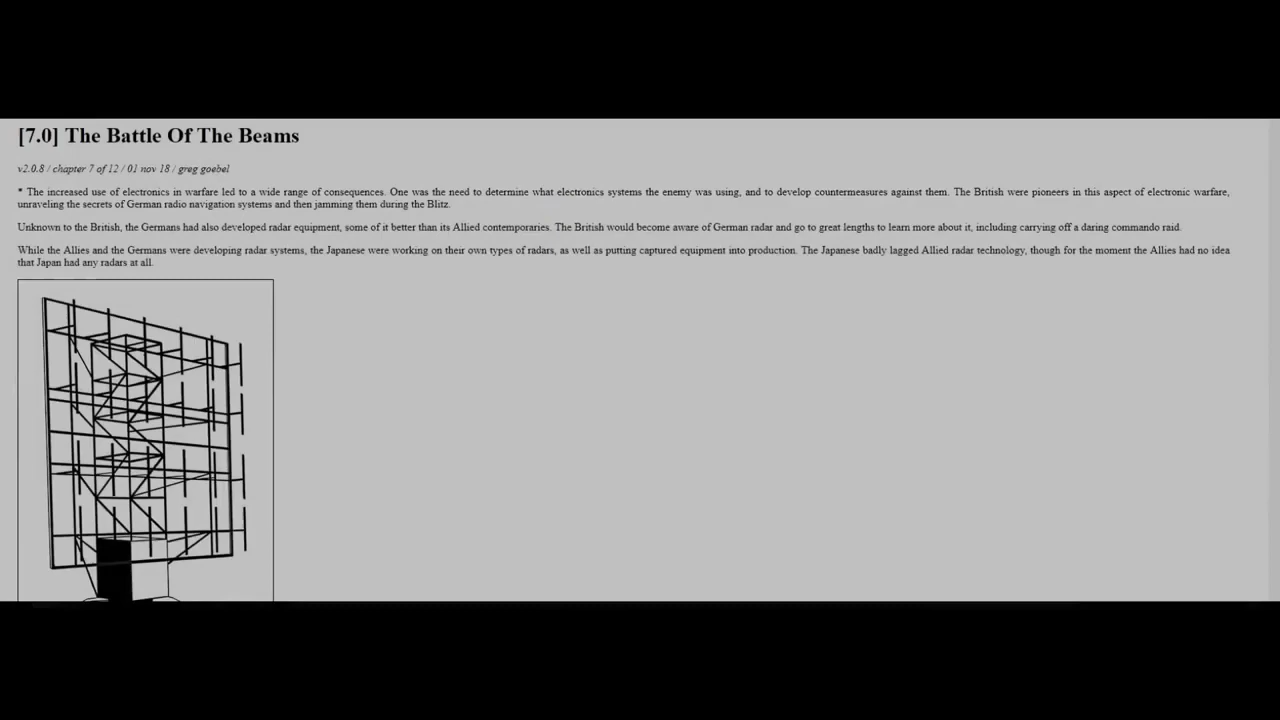 [7.0] The Battle Of The Beams
v2.0.8 / chapter 7 of 12 / 01 nov 18 / greg goebel
* The increased use of electronics in warfare led to a wide range of consequences. One was the need to determine what electronics systems the enemy was using, and to develop countermeasures against them. The British were pioneers in this aspect of electronic warfare,
unraveling the secrets of German radio navigation systems and then jamming them during the Blitz.
Unknown to the British, the Germans had also developed radar equipment, some of it better than its Allied contemporaries. The British would become aware of German radar and go to great lengths to learn more about it, including carrying off a daring commando raid.
While the Allies and the Germans were developing radar systems, the Japanese were working on their own types of radars, as well as putting captured equipment into production. The Japanese badly lagged Allied radar technology, though for the moment the Allies had no idea
that Japan had any radars at all.